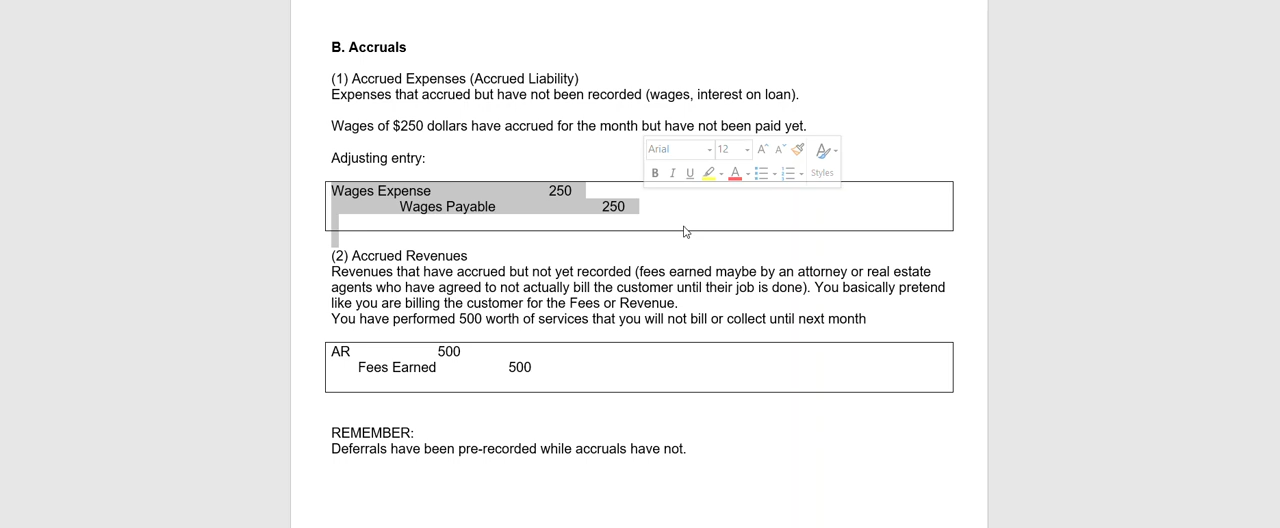 B. Accruals
(1) Accrued Expenses (Accrued Liability)
Expenses that accrued but have not been recorded (wages, interest on loan).
Wages of $250 dollars have accrued for the month but have not been paid yet.
Adjusting entry:
Arial 12 A A A
B I U A Styles
Wages Expense 250
Wages Payable 250
(2) Accrued Revenues
Revenues that have accrued but not yet recorded (fees earned maybe by an attorney or real estate
agents who have agreed to not actually bill the customer until their job is done). You basically pretend
like you are billing the customer for the Fees or Revenue.
You have performed 500 worth of services that you will not bill or collect until next month
AR 500
Fees Earned 500
REMEMBER:
Deferrals have been pre-recorded while accruals have not.